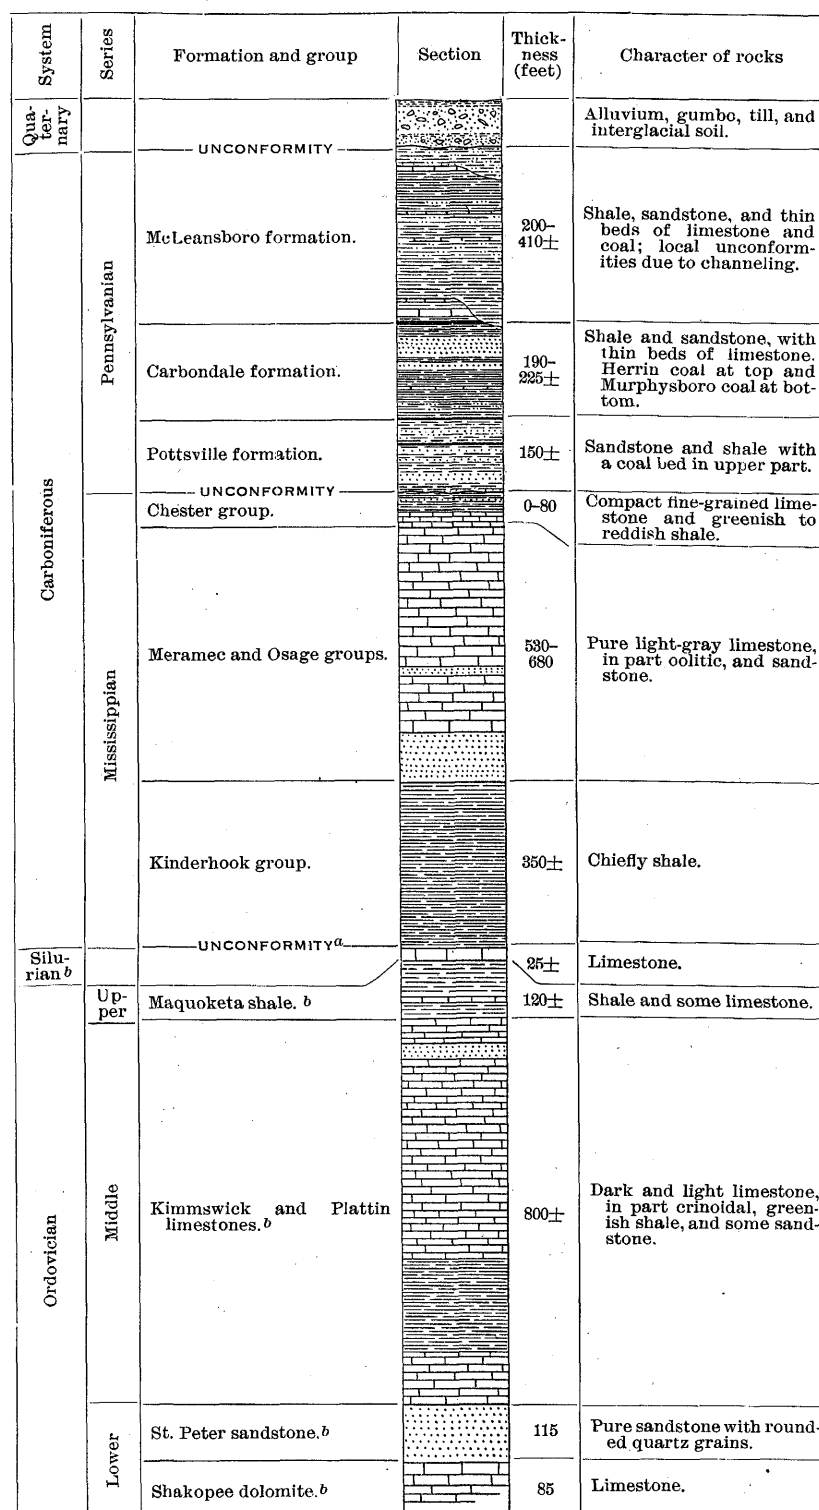 System
Series
Formation and group
Section
Thick-
ness
(feet)
Character of rocks
Qua-
ter-
nary
Alluvium, gumbo, till, and
interglacial soil.
UNCONFORMITY
Carboniferous
Pennsylvanian
McLeansboro formation.
200–
410±
Shale, sandstone, and thin
beds of limestone and
coal; local unconform-
ities due to channeling.
Carbondale formation.
190–
225±
Shale and sandstone, with
thin beds of limestone.
Herrin coal at top and
Murphysboro coal at bot-
tom.
Pottsville formation.
150±
Sandstone and shale with
a coal bed in upper part.
UNCONFORMITY
Mississippian
Chester group.
0–80
Compact fine-grained lime-
stone and greenish to
reddish shale.
Meramec and Osage groups.
530–
680
Pure light-gray limestone,
in part oolitic, and sand-
stone.
Kinderhook group.
350±
Chiefly shale.
UNCONFORMITY a
Silu-
rian b
25±
Limestone.
Ordovician
Up-
per
Maquoketa shale. b
120±
Shale and some limestone.
Middle
Kimmswick and Plattin
limestones. b
800±
Dark and light limestone,
in part crinoidal, green-
ish shale, and some sand-
stone.
Lower
St. Peter sandstone. b
115
Pure sandstone with round-
ed quartz grains.
Shakopee dolomite. b
85
Limestone.